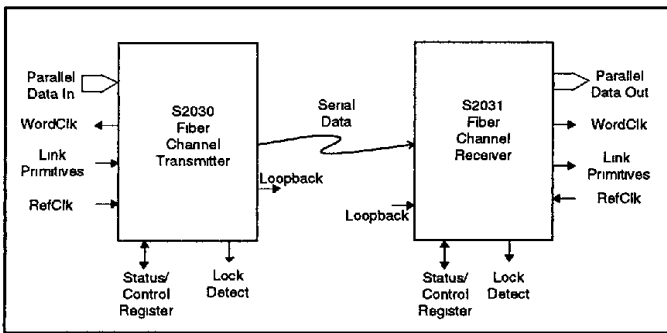 Parallel
Data In
WordClk
Link
Primitives
RefClk
S2030
Fiber
Channel
Transmitter
Loopback
Status/
Control
Register
Lock
Detect
Serial
Data
S2031
Fiber
Channel
Receiver
Loopback
Status/
Control
Register
Lock
Detect
Parallel
Data Out
WordClk
Link
Primitives
RefClk